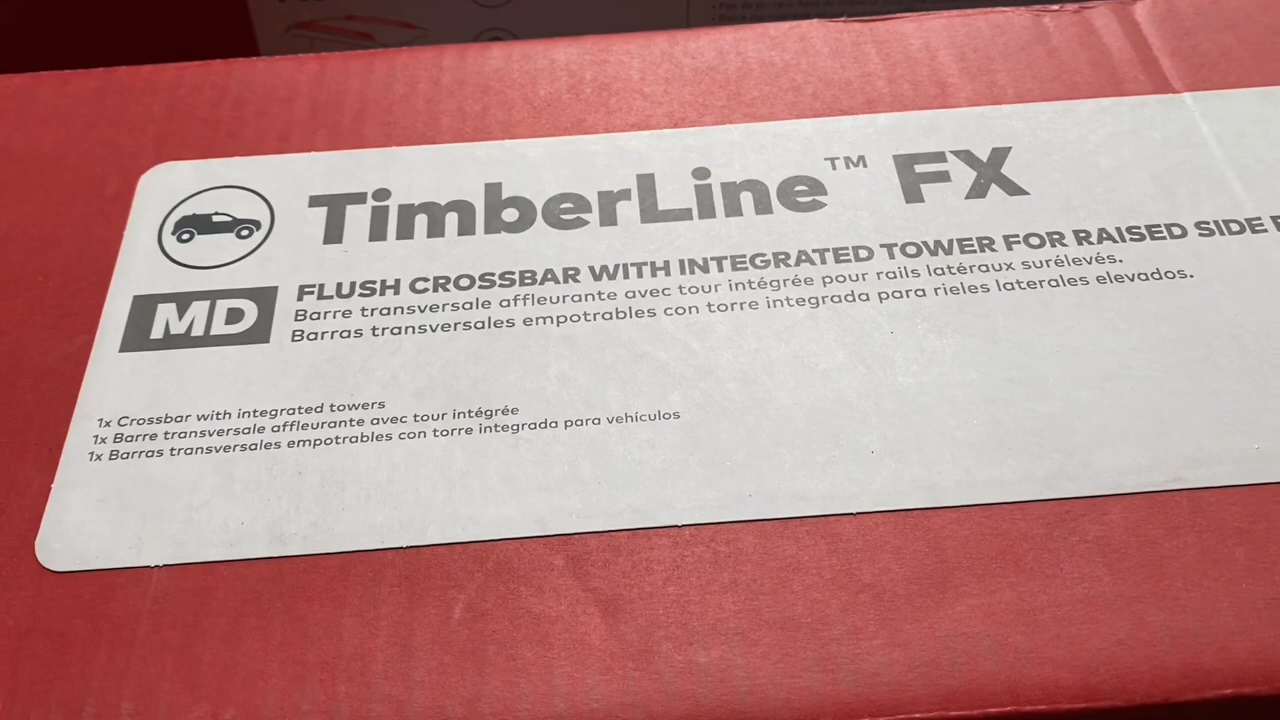 TimberLine™ FX
MD
FLUSH CROSSBAR WITH INTEGRATED TOWER FOR RAISED SIDE
Barre transversale affleurante avec tour intégrée pour rails latéraux surélevés.
Barras transversales empotrables con torre integrada para rieles laterales elevados.
1x Crossbar with integrated towers
1x Barre transversale affleurante avec tour intégrée
1x Barras transversales empotrables con torre integrada para vehículos